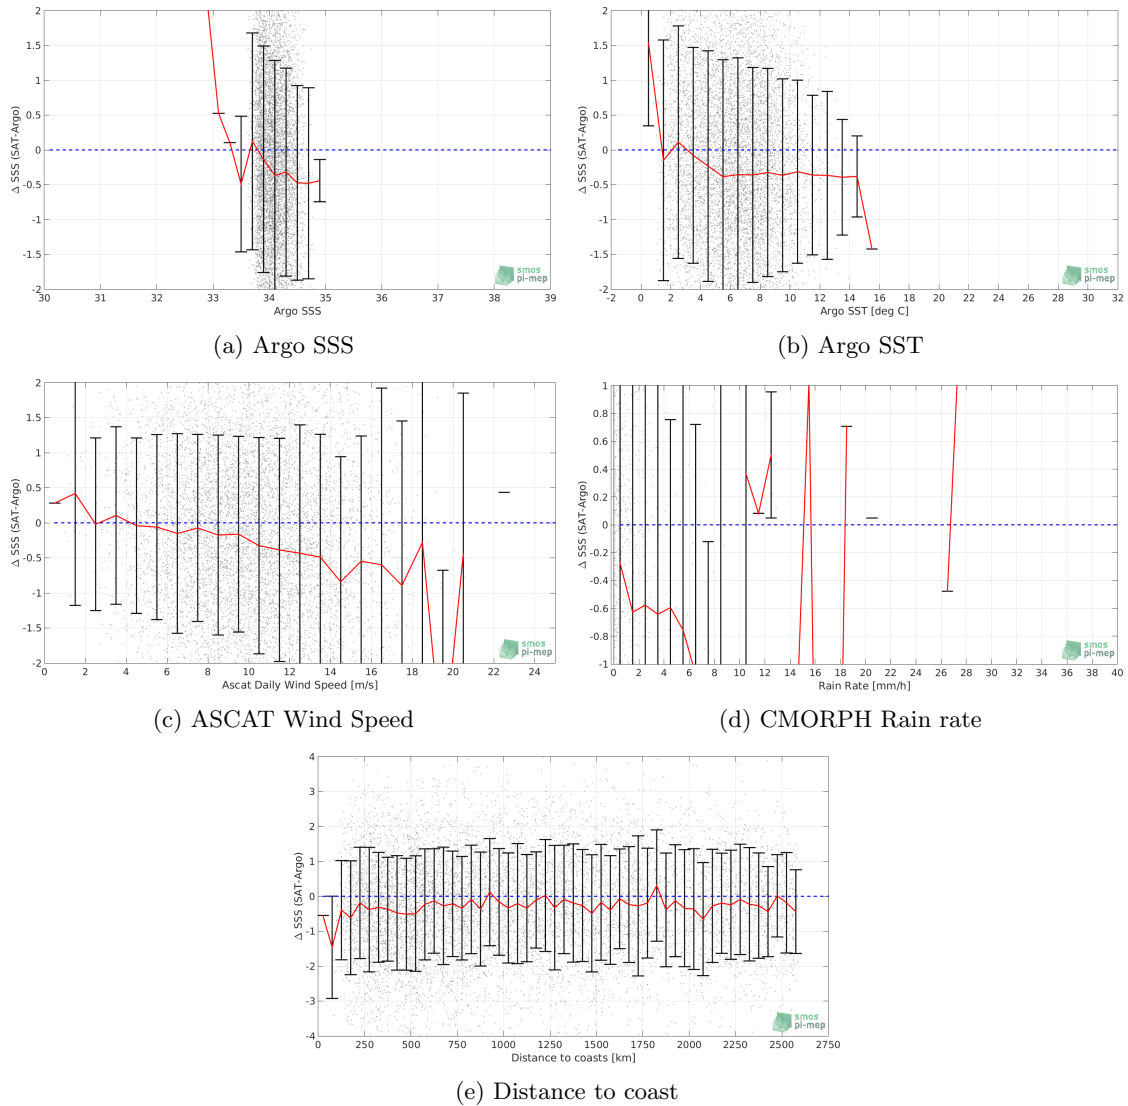 Δ SSS (SAT-Argo)
2
1.5
1
0.5
0
-0.5
-1
-1.5
-2
30 31 32 33 34 35 36 37 38 39
Argo SSS
smos
pi-mep
(a) Argo SSS
Δ SSS (SAT-Argo)
2
1.5
1
0.5
0
-0.5
-1
-1.5
-2
-2 0 2 4 6 8 10 12 14 16 18 20 22 24 26 28 30 32
Argo SST [deg C]
smos
pi-mep
(b) Argo SST
Δ SSS (SAT-Argo)
2
1.5
1
0.5
0
-0.5
-1
-1.5
-2
0 2 4 6 8 10 12 14 16 18 20 22 24
Ascat Daily Wind Speed [m/s]
smos
pi-mep
(c) ASCAT Wind Speed
Δ SSS (SAT-Argo)
1
0.8
0.6
0.4
0.2
0
-0.2
-0.4
-0.6
-0.8
-1
0 2 4 6 8 10 12 14 16 18 20 22 24 26 28 30 32 34 36 38 40
Rain Rate [mm/h]
smos
pi-mep
(d) CMORPH Rain rate
Δ SSS (SAT-Argo)
4
3
2
1
0
-1
-2
-3
-4
0 250 500 750 1000 1250 1500 1750 2000 2250 2500 2750
Distance to coasts [km]
smos
pi-mep
(e) Distance to coast